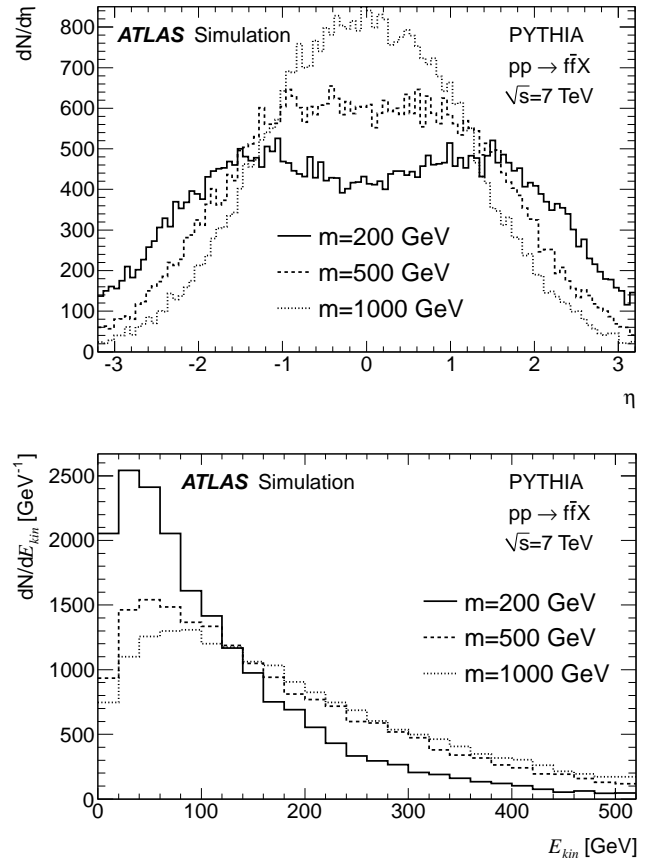 dN/dη
800
700
600
500
400
300
200
100
0
ATLAS Simulation
PYTHIA
pp → ff̄X
√s=7 TeV
m=200 GeV
m=500 GeV
m=1000 GeV
-3 -2 -1 0 1 2 3
η
dN/dE_kin [GeV⁻¹]
2500
2000
1500
1000
500
0
ATLAS Simulation
PYTHIA
pp → ff̄X
√s=7 TeV
m=200 GeV
m=500 GeV
m=1000 GeV
0 100 200 300 400 500
E_kin [GeV]